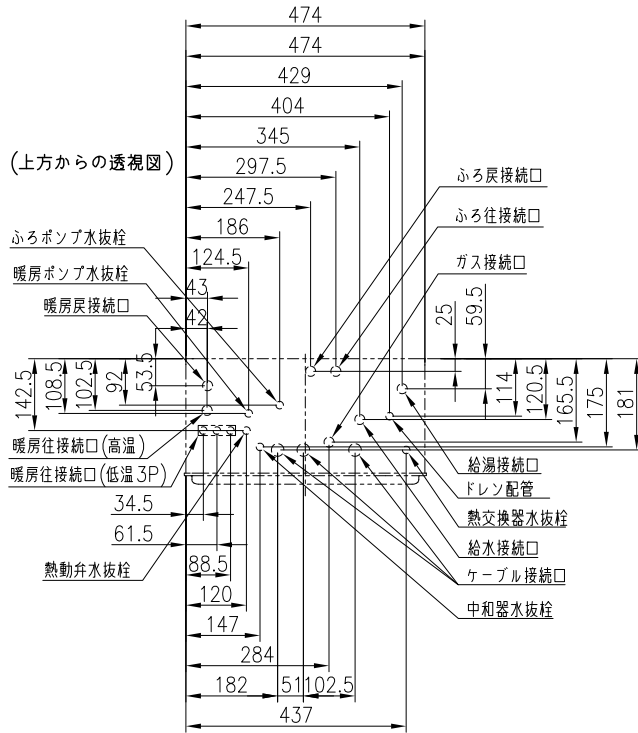 474
474
429
404
345
(上方からの透視図)
297.5
247.5
186
124.5
43
42
ふろ戻接続口
ふろ往接続口
ガス接続口
ふろポンプ水抜栓
暖房ポンプ水抜栓
暖房戻接続口
25
59.5
142.5
108.5
102.5
92
53.5
114
120.5
165.5
175
181
暖房往接続口(高温)
暖房往接続口(低温3P)
34.5
61.5
熱動弁水抜栓
88.5
120
147
284
182
51
102.5
437
給湯接続口
ドレン配管
熱交換器水抜栓
給水接続口
ケーブル接続口
中和器水抜栓